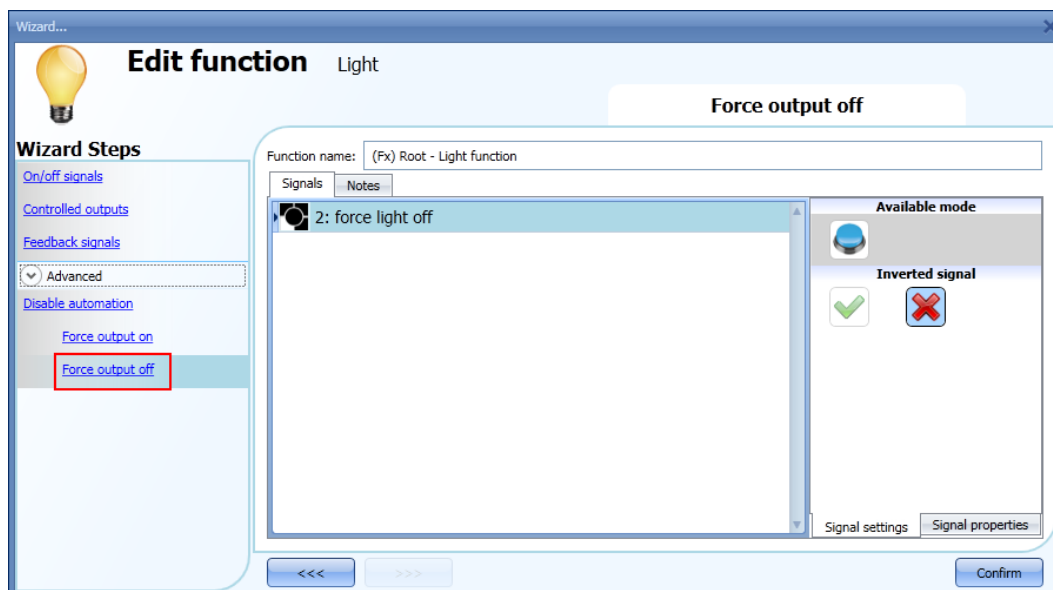 Wizard...
Edit function Light
Force output off
Wizard Steps
On/off signals
Controlled outputs
Feedback signals
Advanced
Disable automation
Force output on
Force output off
Function name: (Fx) Root - Light function
Signals Notes
2: force light off
Available mode
Inverted signal
Signal settings Signal properties
<<< >>> Confirm